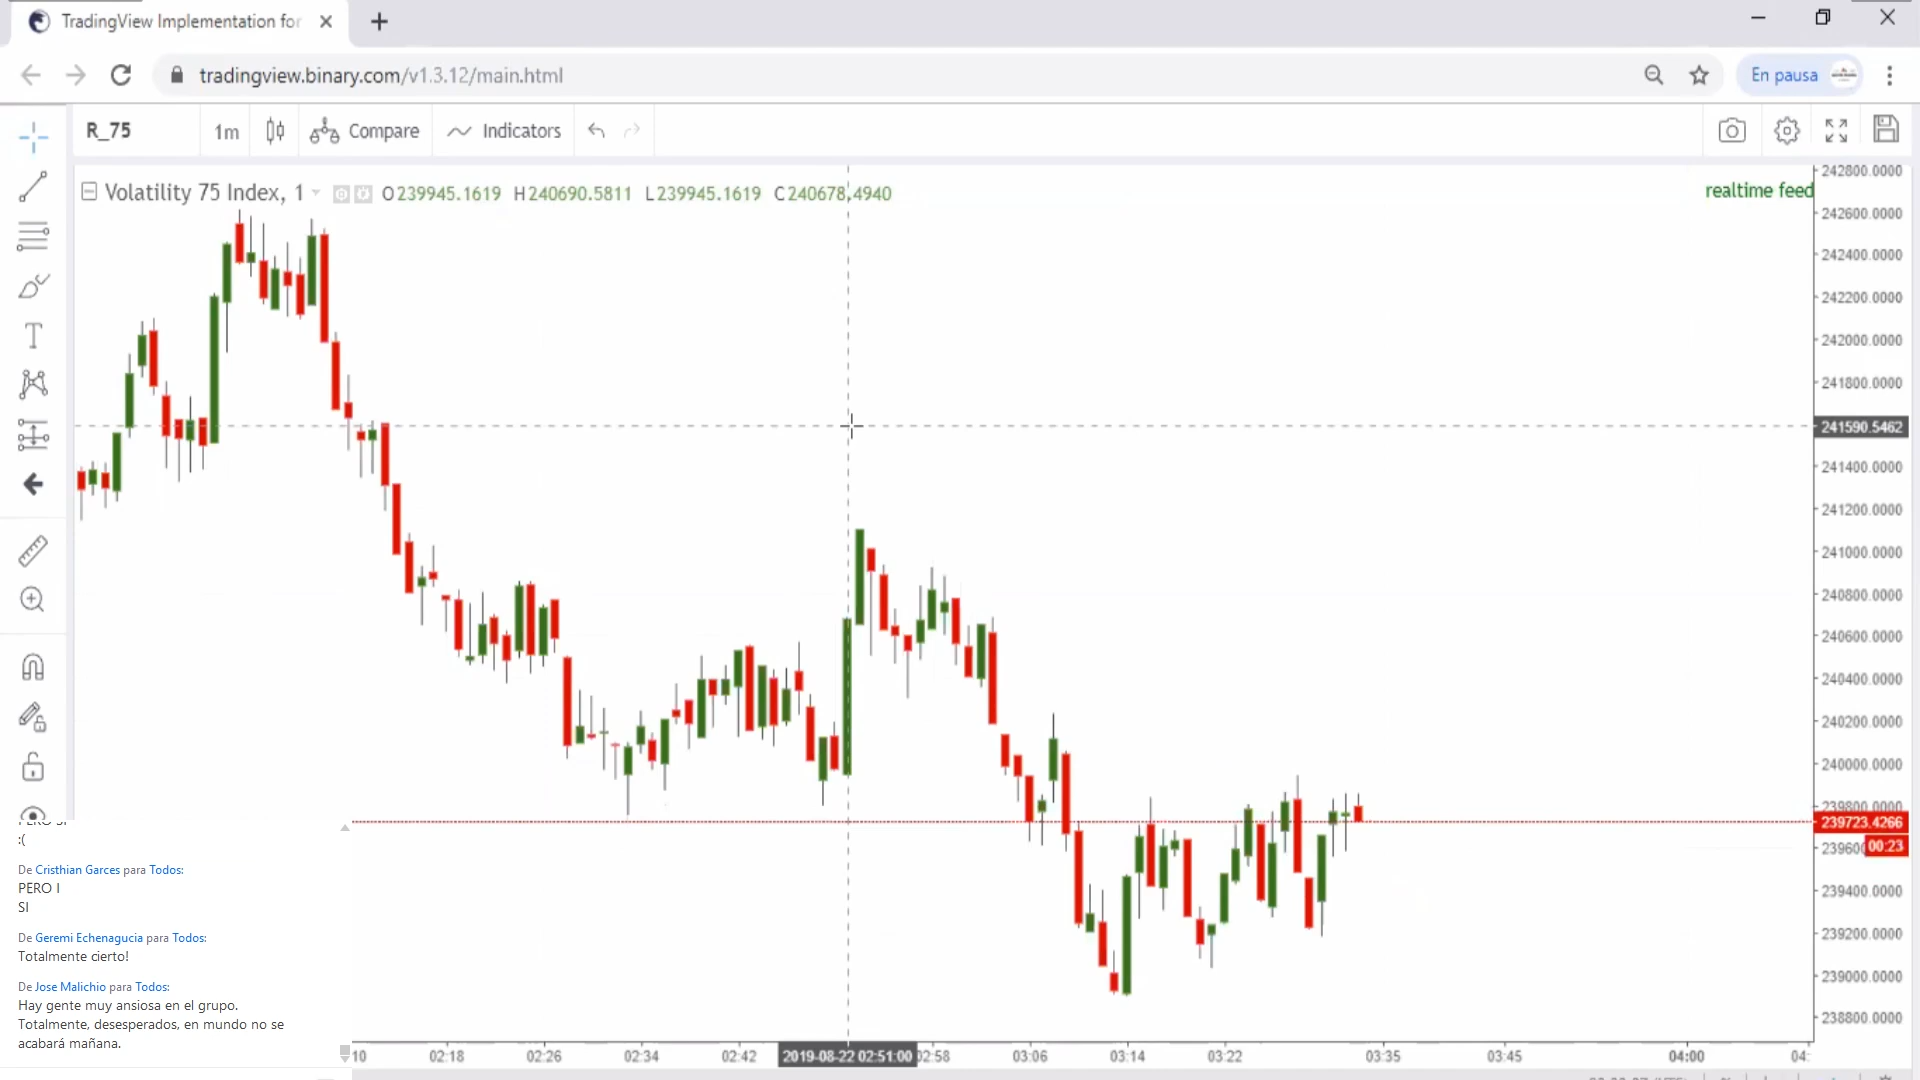 TradingView Implementation for
tradingview.binary.com/v1.3.12/main.html
En pausa
R_75
1m
Compare
Indicators
Volatility 75 Index, 1
O239945.1619 H240690.5811 L239945.1619 C240678.4940
realtime feed
242800.0000
242600.0000
242400.0000
242200.0000
242000.0000
241800.0000
241590.5462
241400.0000
241200.0000
241000.0000
240800.0000
240600.0000
240400.0000
240200.0000
240000.0000
239800.0000
239723.4266
00:23
239600
239400.0000
239200.0000
239000.0000
238800.0000
:(
De Cristhian Garces para Todos:
PERO I
SI
De Geremi Echenagucia para Todos:
Totalmente cierto!
De Jose Malichio para Todos:
Hay gente muy ansiosa en el grupo.
Totalmente, desesperados, en mundo no se
acabará mañana.
:10 02:18 02:26 02:34 02:42 2019-08-22 02:51:00 02:58 03:06 03:14 03:22 03:35 03:45 04:00 04: